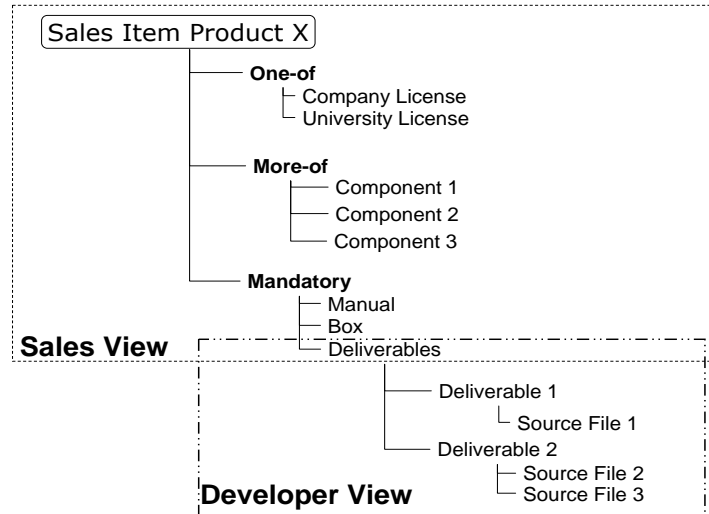 Sales Item Product X
One-of
Company License
University License
More-of
Component 1
Component 2
Component 3
Mandatory
Manual
Box
Sales View
Deliverables
Deliverable 1
Source File 1
Deliverable 2
Source File 2
Source File 3
Developer View